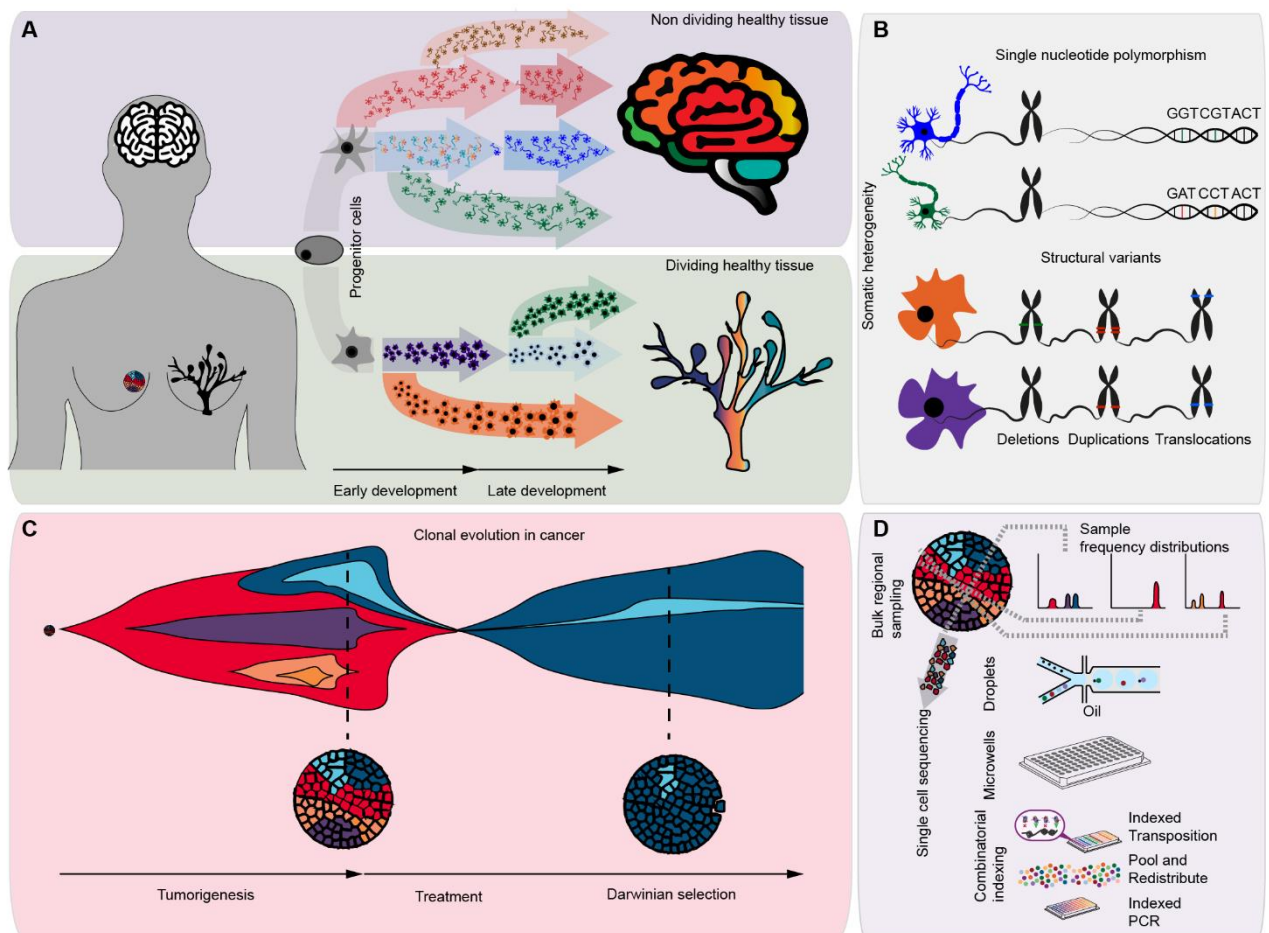 A
Non dividing healthy tissue
Progenitor cells
Dividing healthy tissue
Early development
Late development
B
Single nucleotide polymorphism
GGTCGTACT
GATCCTACT
Somatic heterogeneity
Structural variants
Deletions
Duplications
Translocations
C
Clonal evolution in cancer
Tumorigenesis
Treatment
Darwinian selection
D
Bulk regional
sampling
Sample
frequency distributions
Single cell sequencing
Droplets
Oil
Microwells
Combinatorial
indexing
Indexed
Transposition
Pool and
Redistribute
Indexed
PCR